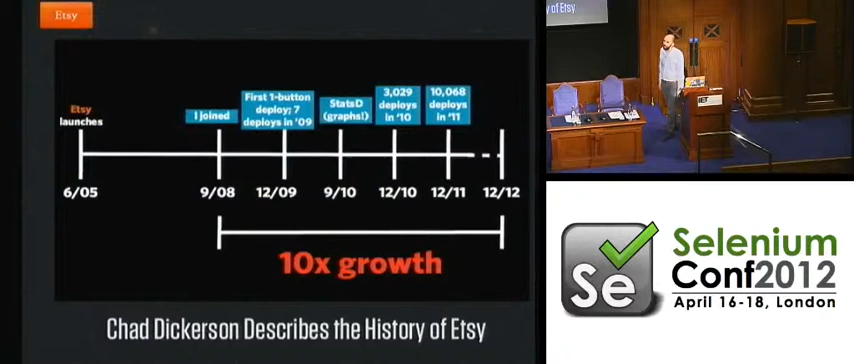 Etsy
Etsy
launches
I joined
First 1-button
deploy; 7
deploys in '09
StatsD
(graphs!)
3,029
deploys
in '10
10,068
deploys
in '11
6/05
9/08
12/09
9/10
12/10
12/11
12/12
10x growth
Chad Dickerson Describes the History of Etsy
y of Etsy
IET
Se
Selenium
Conf2012
April 16-18, London